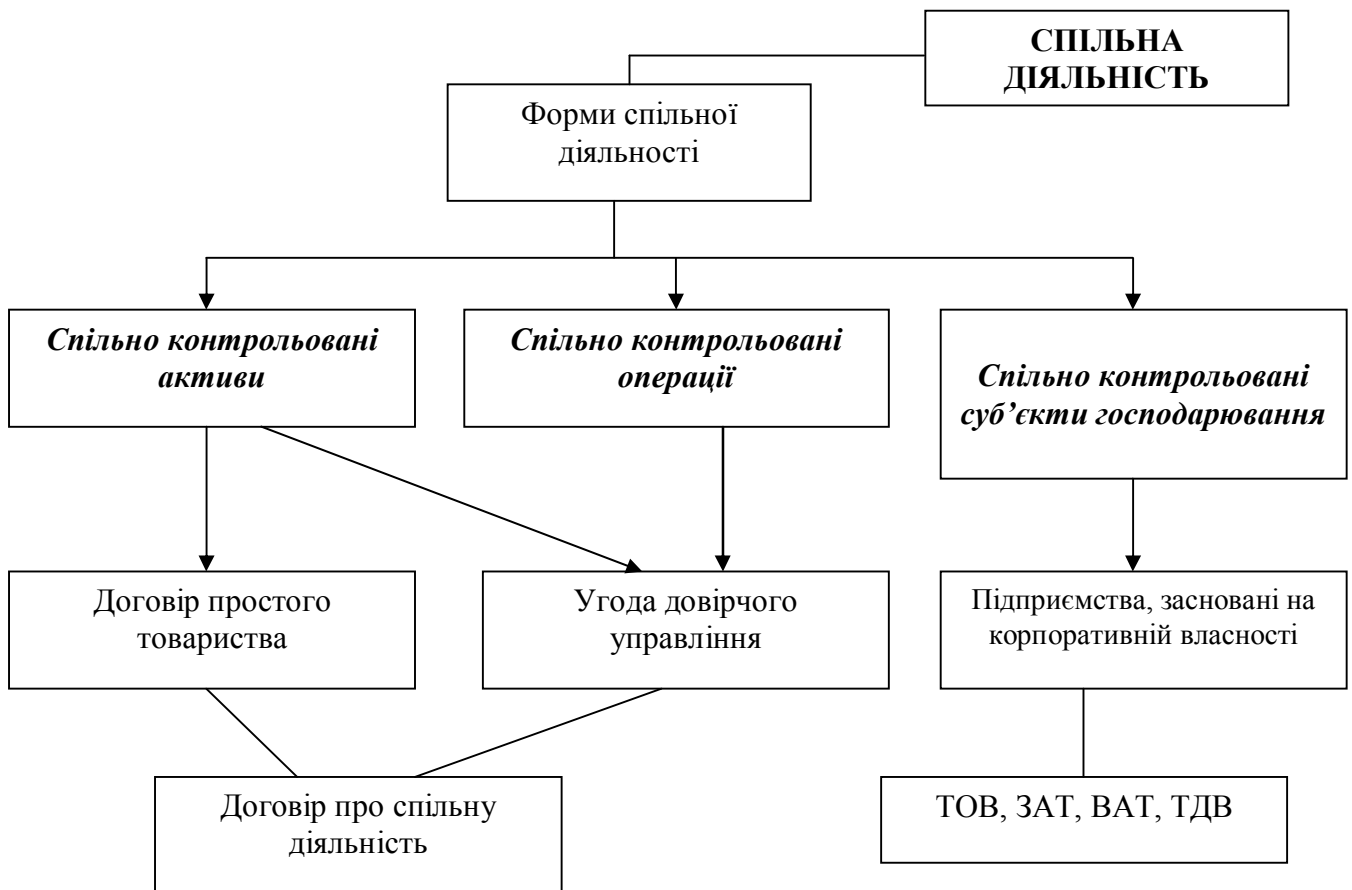 СПІЛЬНА
ДІЯЛЬНІСТЬ
Форми спільної
діяльності
Спільно контрольовані
активи
Спільно контрольовані
операції
Спільно контрольовані
суб’єкти господарювання
Договір простого
товариства
Угода довірчого
управління
Підприємства, засновані на
корпоративній власності
Договір про спільну
діяльність
ТОВ, ЗАТ, ВАТ, ТДВ